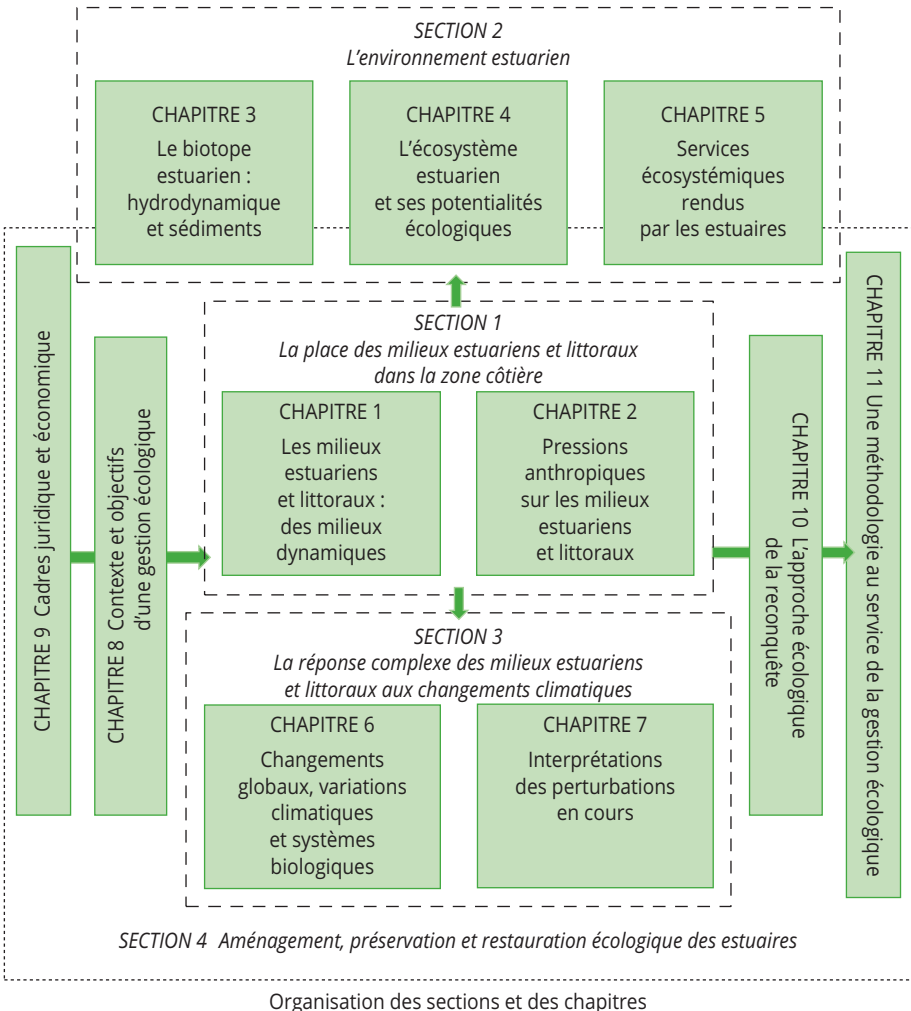 SECTION 2
L'environnement estuarien
CHAPITRE 3
Le biotope
estuarien :
hydrodynamique
et sédiments
CHAPITRE 4
L'écosystème
estuarien
et ses potentialités
écologiques
CHAPITRE 5
Services
écosystémiques
rendus
par les estuaires
CHAPITRE 9 Cadres juridique et économique
CHAPITRE 8 Contexte et objectifs
d'une gestion écologique
SECTION 1
La place des milieux estuariens et littoraux
dans la zone côtière
CHAPITRE 1
Les milieux
estuariens
et littoraux :
des milieux
dynamiques
CHAPITRE 2
Pressions
anthropiques
sur les milieux
estuariens
et littoraux
CHAPITRE 10 L'approche écologique
de la reconquête
CHAPITRE 11 Une méthodologie au service de la gestion écologique
SECTION 3
La réponse complexe des milieux estuariens
et littoraux aux changements climatiques
CHAPITRE 6
Changements
globaux, variations
climatiques
et systèmes
biologiques
CHAPITRE 7
Interprétations
des perturbations
en cours
SECTION 4 Aménagement, préservation et restauration écologique des estuaires
Organisation des sections et des chapitres